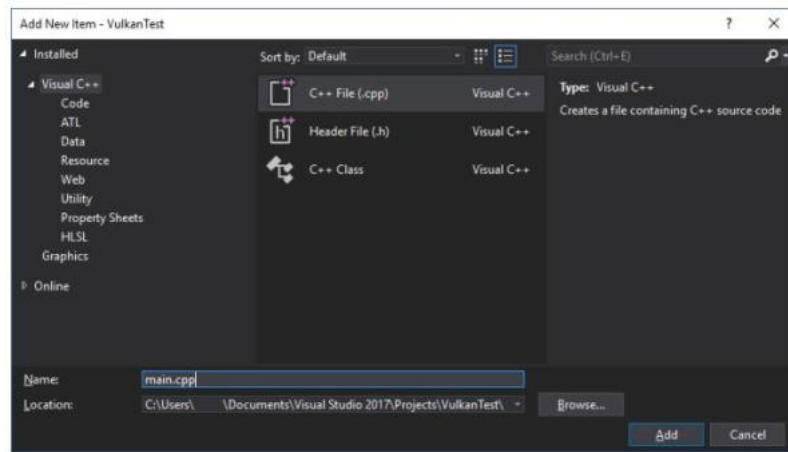 Add New Item - VulkanTest
? ×
Installed
Visual C++
Code
ATL
Data
Resource
Web
Utility
Property Sheets
HLSL
Graphics
Online
Sort by: Default
C++ File (.cpp) Visual C++
Header File (.h) Visual C++
C++ Class Visual C++
Search (Ctrl+E)
Type: Visual C++
Creates a file containing C++ source code
Name: main.cpp
Location: C:\Users\ \Documents\Visual Studio 2017\Projects\VulkanTest\ Browse...
Add Cancel